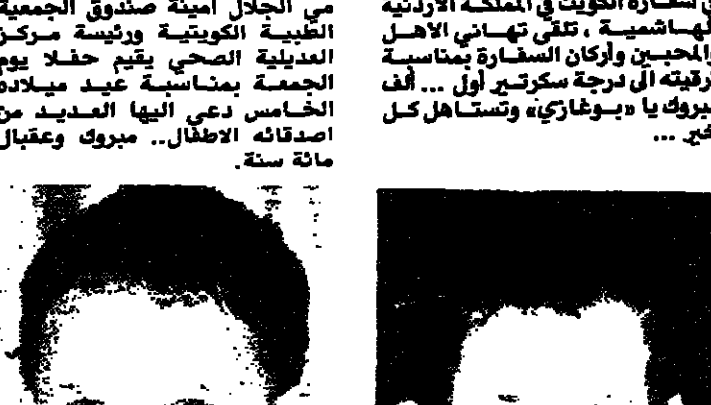 سفارة الكويت في المملكة الاردنية
الهاشمية ، تلقى تهاني الاهل
والمحبين وأركان السفارة بمناسبة
ترقيته الى درجة سكرتير أول ... ألف
مبروك يا «بوغازي» وتستاهل كل
خير ...
مي الجلال امينة صندوق الجمعية
الطبية الكويتية ورئيسة مركز
العديلية الصحي يقيم حفلا يوم
الجمعة بمناسبة عيد ميلاده
الخامس دعي اليها العديد من
اصدقائه الاطفال.. مبروك وعقبال
مائة سنة.